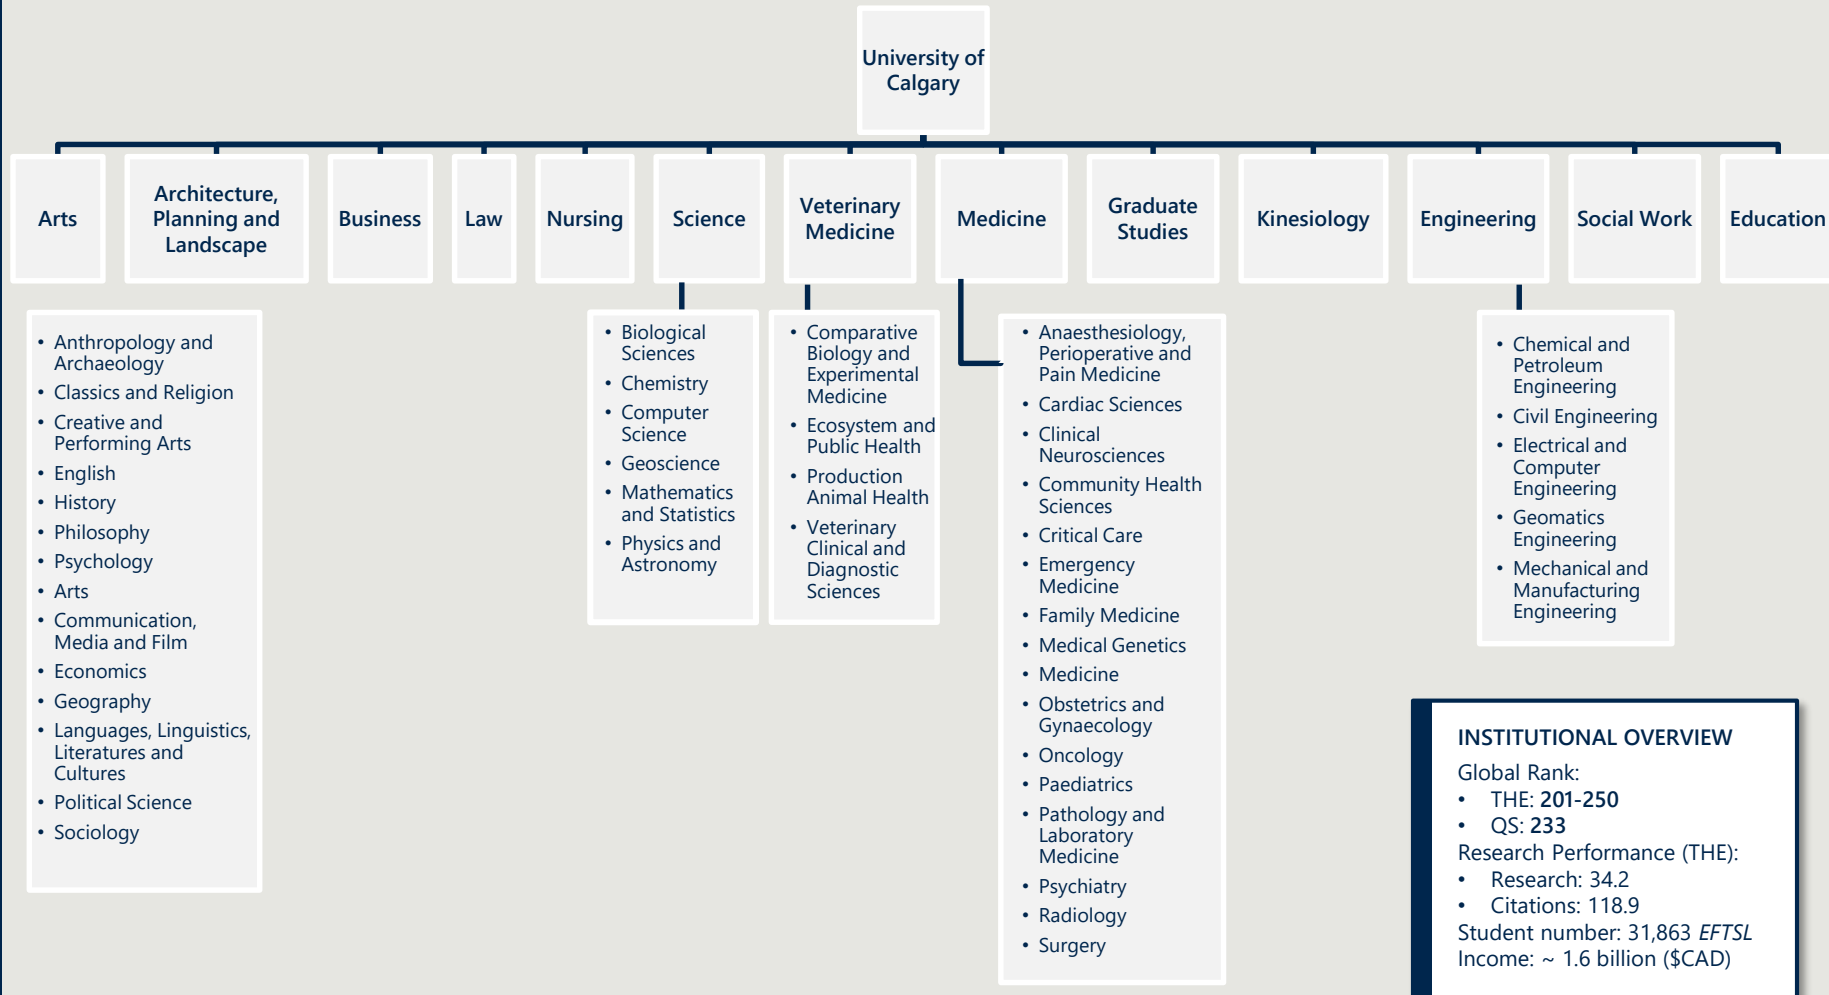 University of
Calgary
Arts
Architecture,
Planning and
Landscape
Business
Law
Nursing
Science
Veterinary
Medicine
Medicine
Graduate
Studies
Kinesiology
Engineering
Social Work
Education
• Anthropology and
Archaeology
• Classics and Religion
• Creative and
Performing Arts
• English
• History
• Philosophy
• Psychology
• Arts
• Communication,
Media and Film
• Economics
• Geography
• Languages, Linguistics,
Literatures and
Cultures
• Political Science
• Sociology
• Biological
Sciences
• Chemistry
• Computer
Science
• Geoscience
• Mathematics
and Statistics
• Physics and
Astronomy
• Comparative
Biology and
Experimental
Medicine
• Ecosystem and
Public Health
• Production
Animal Health
• Veterinary
Clinical and
Diagnostic
Sciences
• Anaesthesiology,
Perioperative and
Pain Medicine
• Cardiac Sciences
• Clinical
Neurosciences
• Community Health
Sciences
• Critical Care
• Emergency
Medicine
• Family Medicine
• Medical Genetics
• Medicine
• Obstetrics and
Gynaecology
• Oncology
• Paediatrics
• Pathology and
Laboratory
Medicine
• Psychiatry
• Radiology
• Surgery
• Chemical and
Petroleum
Engineering
• Civil Engineering
• Electrical and
Computer
Engineering
• Geomatics
Engineering
• Mechanical and
Manufacturing
Engineering
INSTITUTIONAL OVERVIEW
Global Rank:
• THE: 201-250
• QS: 233
Research Performance (THE):
• Research: 34.2
• Citations: 118.9
Student number: 31,863 EFTSL
Income: ~ 1.6 billion ($CAD)